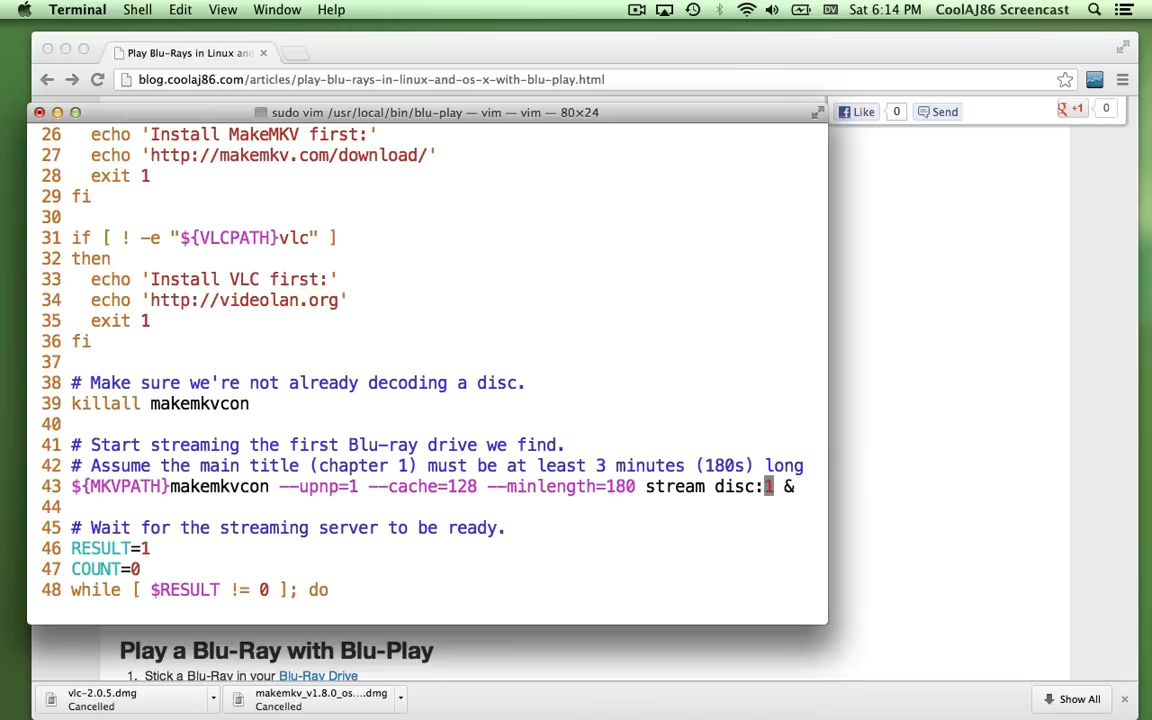 Terminal Shell Edit View Window Help DV Sat 6:14 PM CoolAJ86 Screencast
Play Blu-Rays in Linux and
blog.coolaj86.com/articles/play-blu-rays-in-linux-and-os-x-with-blu-play.html
sudo vim /usr/local/bin/blu-play — vim — vim — 80×24
Like 0 Send +1 0
26 echo 'Install MakeMKV first:'
27 echo 'http://makemkv.com/download/'
28 exit 1
29 fi
30
31 if [ ! -e "${VLCPATH}vlc" ]
32 then
33 echo 'Install VLC first:'
34 echo 'http://videolan.org'
35 exit 1
36 fi
37
38 # Make sure we're not already decoding a disc.
39 killall makemkvcon
40
41 # Start streaming the first Blu-ray drive we find.
42 # Assume the main title (chapter 1) must be at least 3 minutes (180s) long
43 ${MKVPATH}makemkvcon --upnp=1 --cache=128 --minlength=180 stream disc:1 &
44
45 # Wait for the streaming server to be ready.
46 RESULT=1
47 COUNT=0
48 while [ $RESULT != 0 ]; do
Play a Blu-Ray with Blu-Play
1. Stick a Blu-Ray in your Blu-Ray Drive
vlc-2.0.5.dmg
Cancelled
makemkv_v1.8.0_os....dmg
Cancelled
Show All